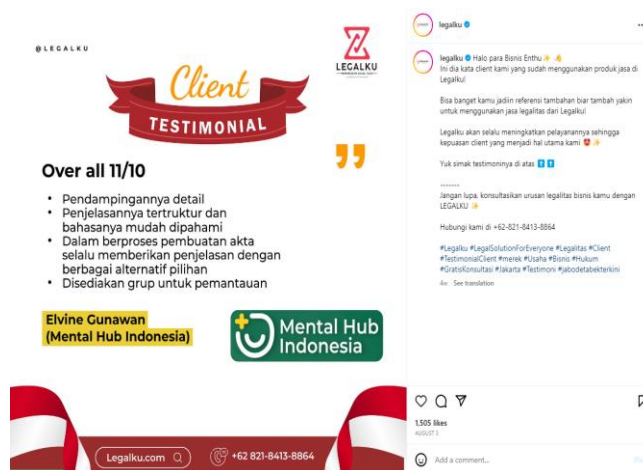 @LEGALKU
LEGALKU
Client
TESTIMONIAL
Over all 11/10
• Pendampingannya detail
• Penjelasannya tertruktur dan
bahasanya mudah dipahami
• Dalam berproses pembuatan akta
selalu memberikan penjelasan dengan
berbagai alternatif pilihan
• Disediakan grup untuk pemantauan
Elvine Gunawan
(Mental Hub Indonesia)
Mental Hub
Indonesia
Legalku.com
+62 821-8413-8864
legalku
legalku Halo para Bisnis Enthu✨ 👋
Ini dia kata client kami yang sudah menggunakan produk jasa di
Legalku!
Bisa banget kamu jadiin referensi tambahan biar tambah yakin
untuk menggunakan jasa legalitas dari Legalku!
Legalku akan selalu meningkatkan pelayanannya sehingga
kepuasan client yang menjadi hal utama kami 😍✨
Yuk simak testimoninya di atas ⬆️⬆️
-------
Jangan lupa, konsultasikan urusan legalitas bisnis kamu dengan
LEGALKU ✨
Hubungi kami di +62-821-8413-8864
#Legalku #LegalSolutionForEveryone #Legalitas #Client
#TestimonialClient #merek #Usaha #Bisnis #Hukum
#GratisKonsultasi #Jakarta #Testimoni #jabodetabekterkini
4w See translation
1,505 likes
AUGUST 3
Add a comment...